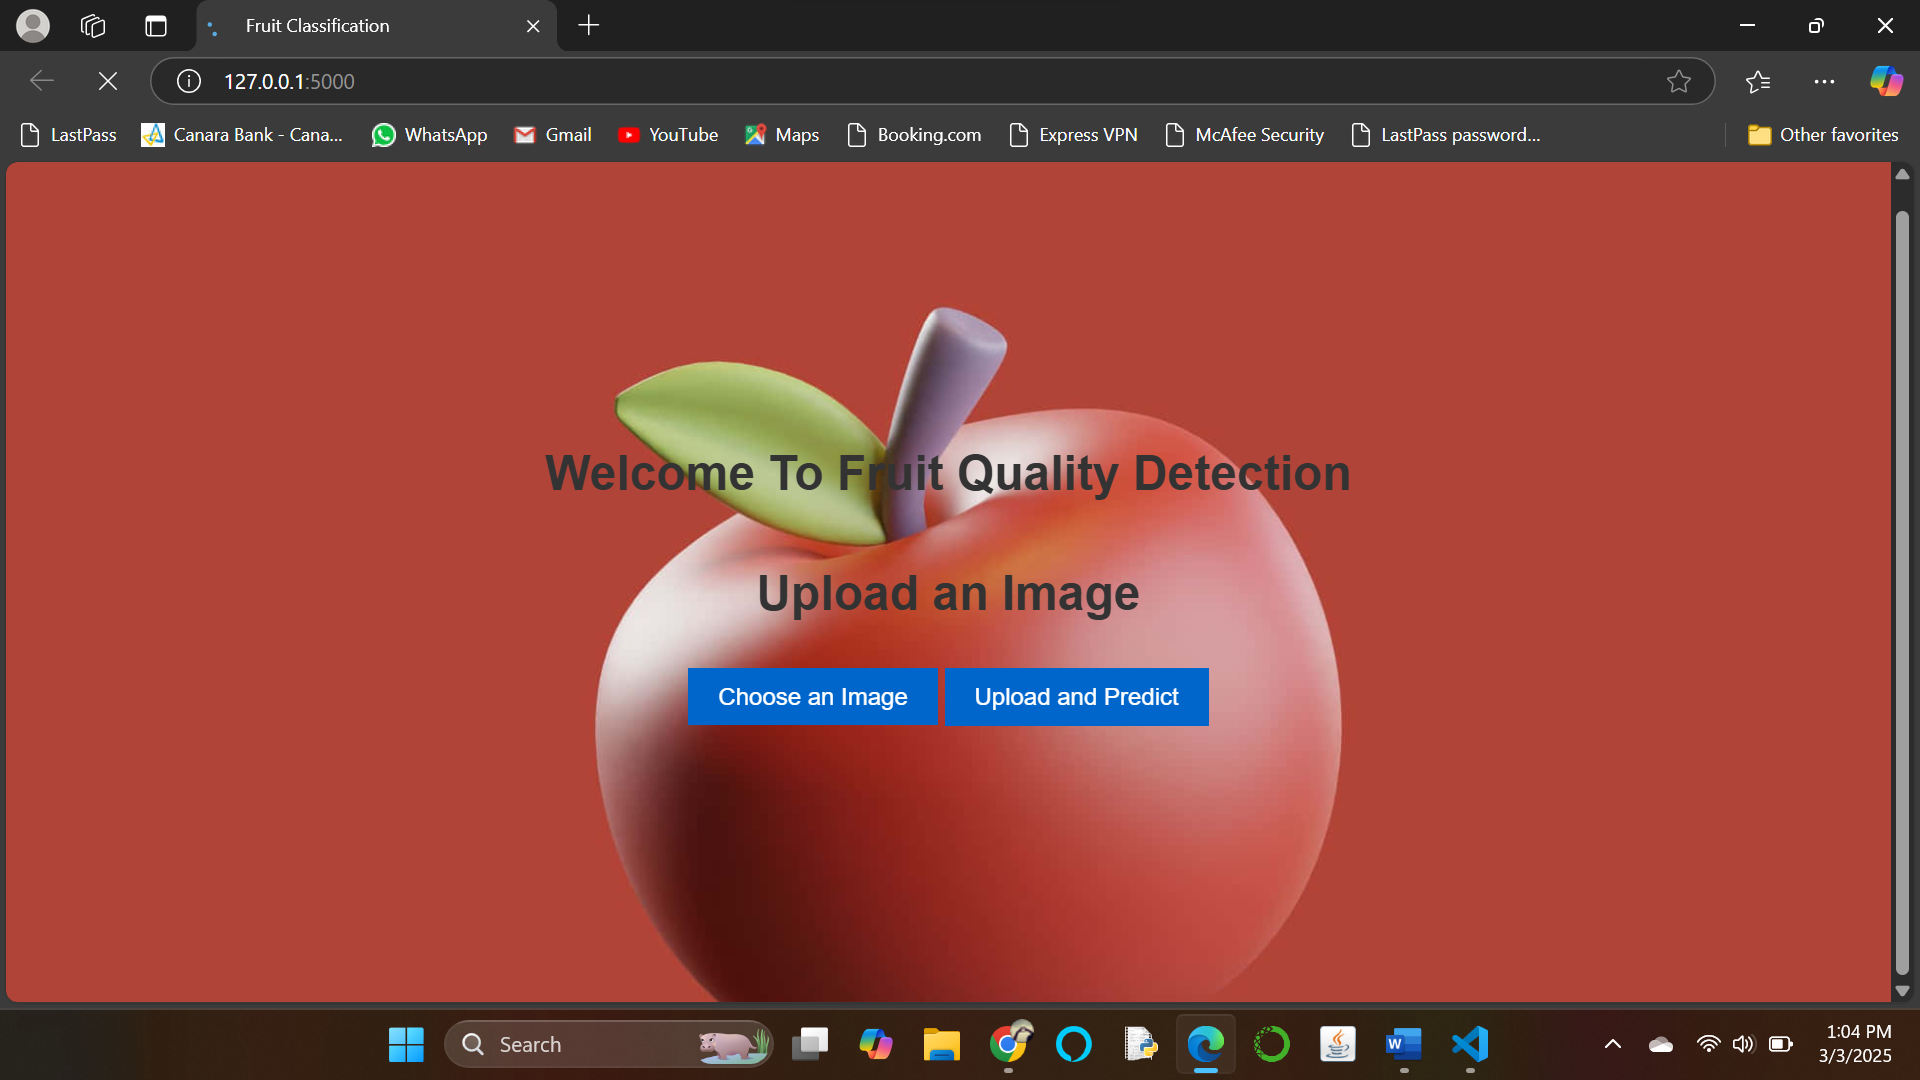 Fruit Classification
127.0.0.1:5000
LastPass
Canara Bank - Cana...
WhatsApp
Gmail
YouTube
Maps
Booking.com
Express VPN
McAfee Security
LastPass password...
Other favorites
Welcome To Fruit Quality Detection
Upload an Image
Choose an Image
Upload and Predict
Search
W
1:04 PM
3/3/2025